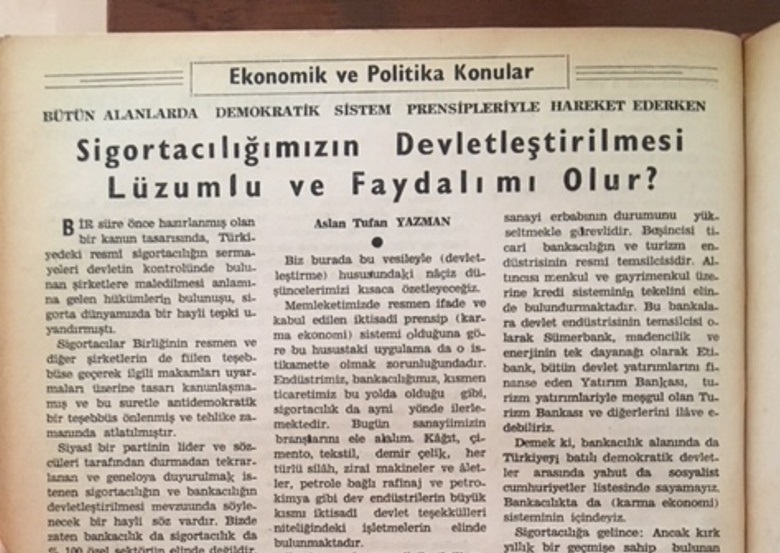 Ekonomik ve Politika Konular
BÜTÜN ALANLARDA DEMOKRATİK SİSTEM PRENSİPLERİYLE HAREKET EDERKEN
Sigortacılığımızın Devletleştirilmesi
Lüzumlu ve Faydalı mı Olur?
BİR süre önce hazırlanmış olan
bir kanun tasarısında, Türki-
yedeki resmî sigortacılığın serma-
yeleri devletin kontrolünde bulu-
nan şirketlere maledilmesi anlamı-
na gelen hükümlerin bulunuşu, si-
gorta dünyamızda bir hayli tepki u-
yandırmıştı.
Sigortacılar Birliğinin resmen ve
diğer şirketlerin de fiilen teşeb-
büse geçerek ilgili makamları uyar-
maları üzerine tasarı kanunlaşma-
mış ve bu suretle antidemokratik
bir teşebbüs önlenmiş ve tehlike za-
manında atlatılmıştır.
Siyasî bir partinin lider ve söz-
cüleri tarafından durmadan tekrar-
lanan ve geneloya duyurulmak is-
tenen sigortacılığın ve bankacılığın
devletleştirilmesi mevzuunda söyle-
necek bir hayli söz vardır. Bizde
zaten bankacılık da sigortacılık da
% 100 özel sektörün elinde değildir.
Aslan Tufan YAZMAN
Biz burada bu vesileyle (devlet-
leştirme) hususundaki nâçiz dü-
şüncelerimizi kısaca özetleyeceğiz.
Memleketimizde resmen ifade ve
kabul edilen iktisadî prensip (kar-
ma ekonomi) sistemi olduğuna gö-
re bu husustaki uygulama da o is-
tikamette olmak zorunluğundadır.
Endüstrimiz, bankacılığımız, kısmen
ticaretimiz bu yolda olduğu gibi,
sigortacılık da ayni yönde ilerle-
mektedir. Bugün sanayiimizin
branşlarını ele alalım. Kâğıt, çi-
mento, tekstil, demir çelik, her
türlü silâh, ziraî makineler ve âlet-
ler, petrole bağlı rafinaj ve petro-
kimya gibi dev endüstrilerin büyük
kısmı iktisadî devlet teşekkülleri
niteliğindeki işletmelerin elinde
bulunmaktadır.
sanayi erbabının durumunu yük-
seltmekle görevlidir. Beşincisi ti-
carî bankacılığın ve turizm en-
düstrisinin resmî temsilcisidir. Al-
tıncısı menkul ve gayrimenkul üze-
rine kredi sisteminin tekelini elin-
de bulundurmaktadır. Bu bankala-
ra devlet endüstrisinin temsilcisi o-
larak Sümerbank, madencilik ve
enerjinin tek dayanağı olarak Eti-
bank, bütün devlet yatırımlarını fi-
nanse eden Yatırım Bankası, tu-
rizm yatırımlariyle meşgul olan Tu-
rizm Bankası ve diğerlerini ilâve e-
debiliriz.
Demek ki, bankacılık alanında da
Türkiyeyi batılı demokratik devlet-
ler arasında yahut da sosyalist
cumhuriyetler listesinde sayamayız.
Bankacılıkta da (karma ekonomi)
sisteminin içindeyiz.
Sigortacılığa gelince: Ancak kırk
yıllık bir geçmişe sahip bulunan